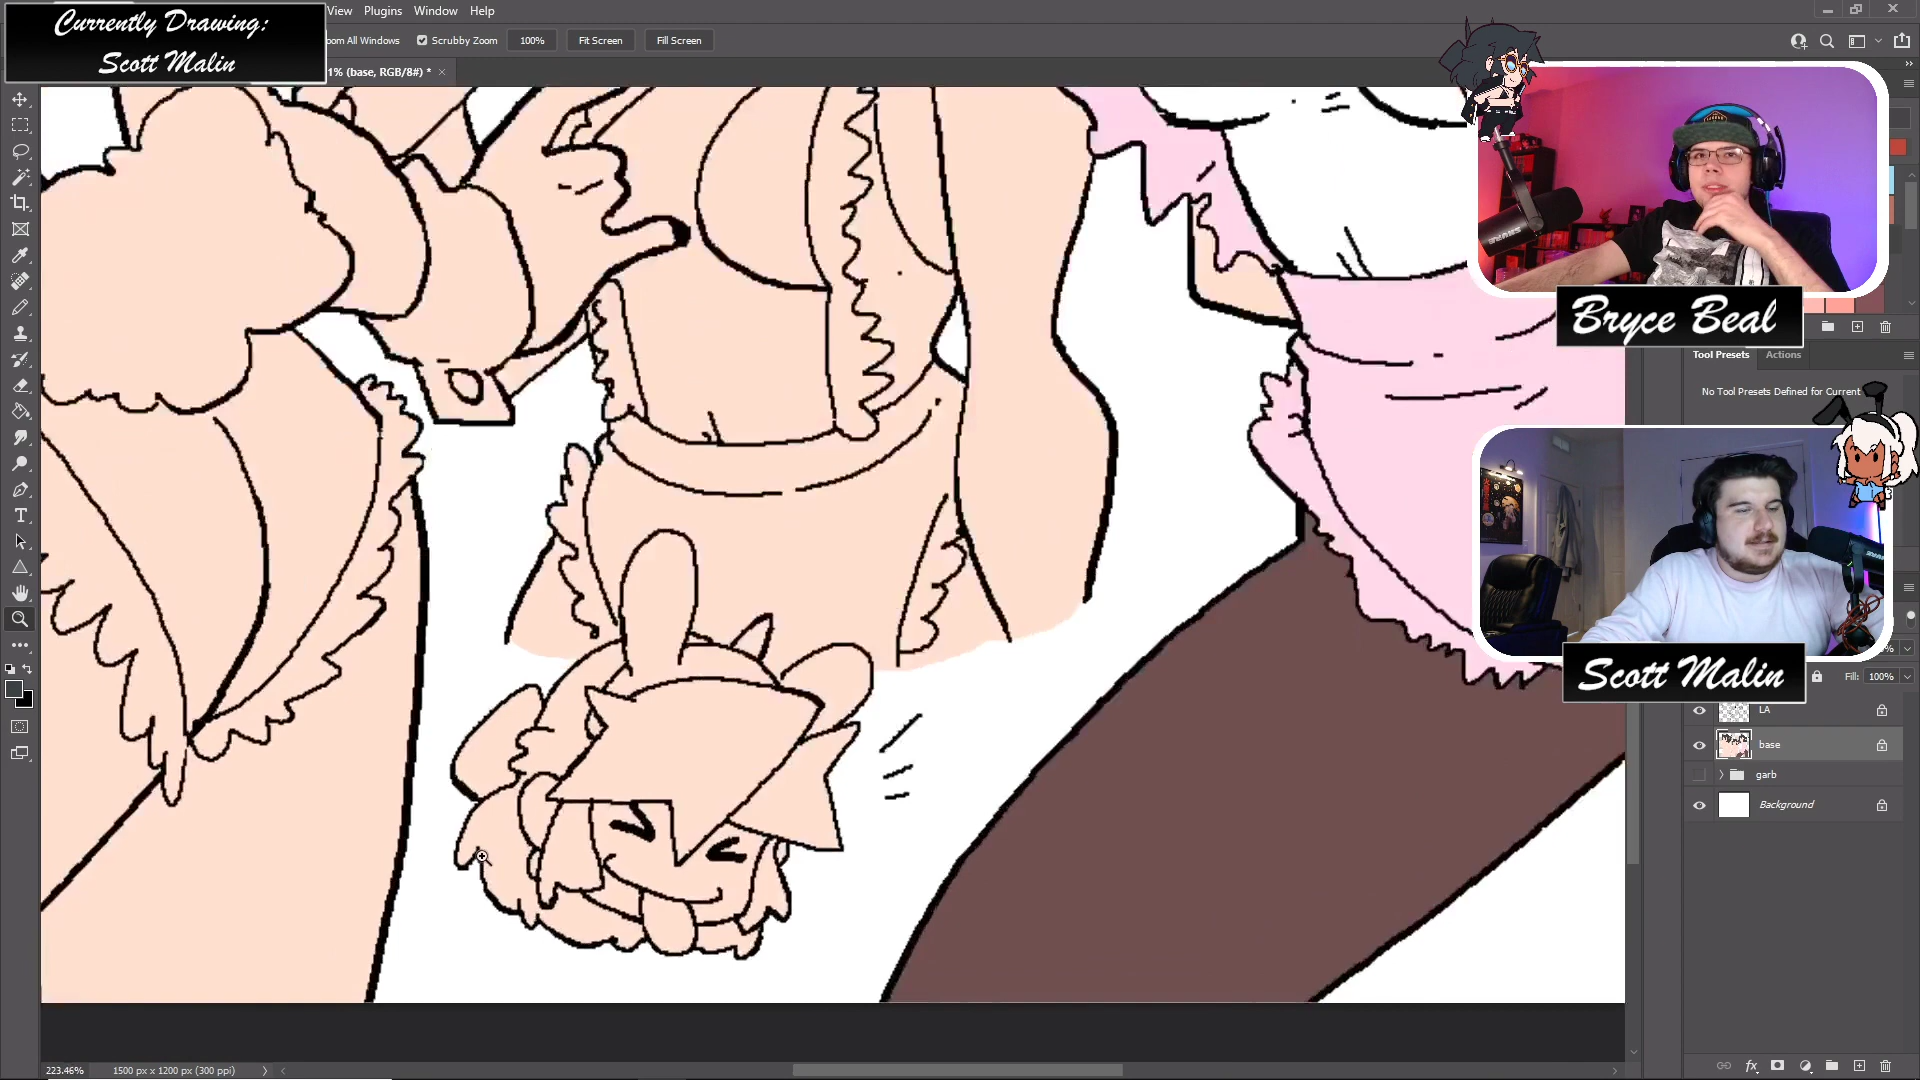 Currently Drawing:
Scott Malin
View Plugins Window Help
oom All Windows Scrubby Zoom 100% Fit Screen Fill Screen
1% (base, RGB/8#) * ×
Bryce Beal
Tool Presets Actions
No Tool Presets Defined for Current
SHURE
Scott Malin
Fill: 100%
LA
base
garb
Background
fx
223.46% 1500 px x 1200 px (300 ppi)